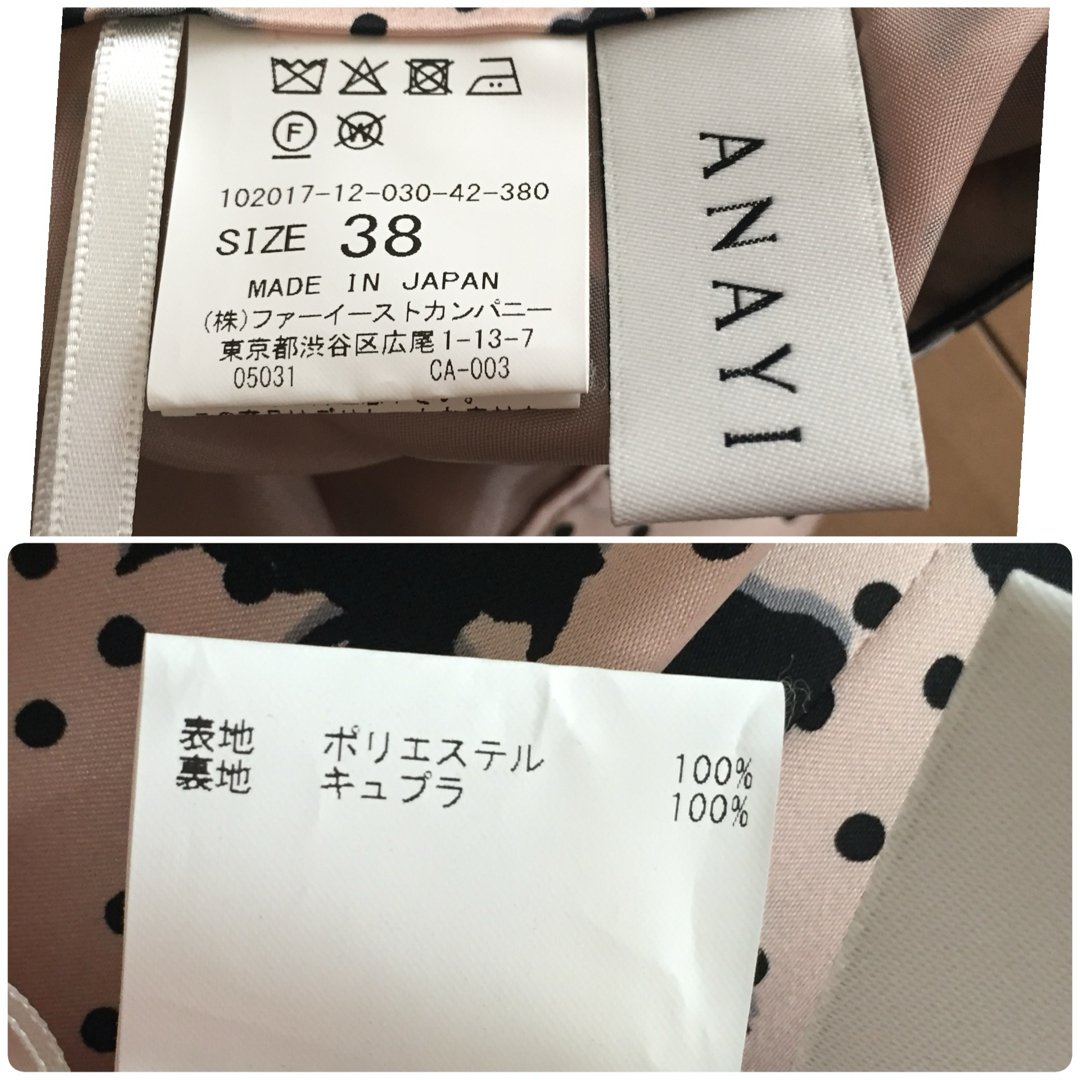 102017-12-030-42-380
SIZE 38
MADE IN JAPAN
(株)ファーイーストカンパニー
東京都渋谷区広尾1-13-7
05031 CA-003
ANAYI
表地 ポリエステル 100%
裏地 キュプラ 100%